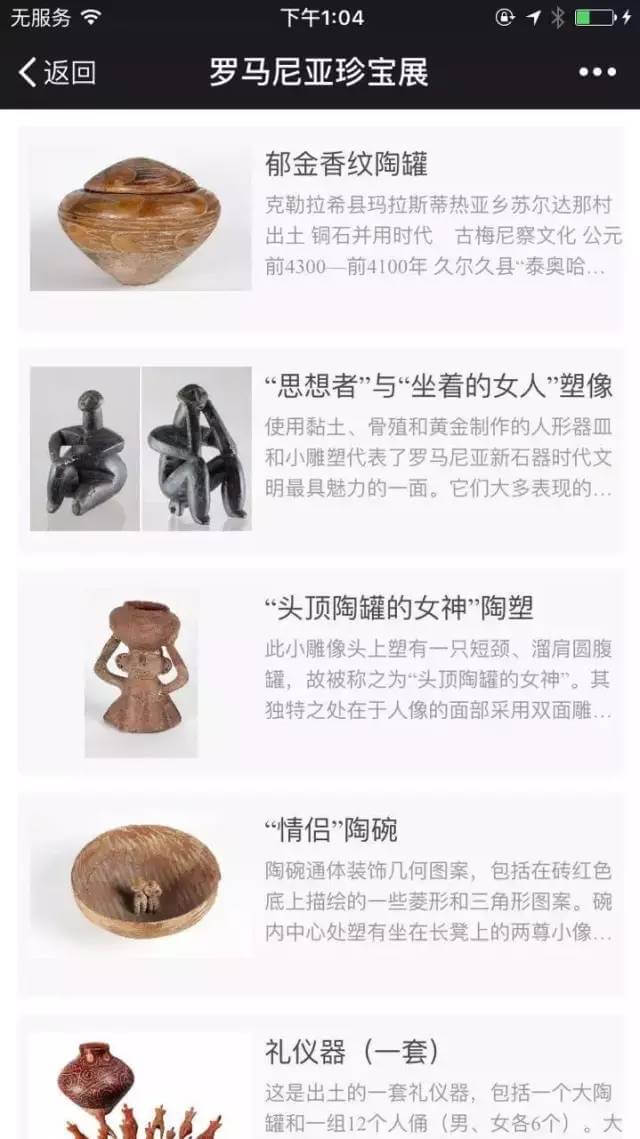 无服务 下午1:04
返回 罗马尼亚珍宝展
郁金香纹陶罐
克勒拉希县玛拉斯蒂热亚乡苏尔达那村
出土 铜石并用时代 古梅尼察文化 公元
前4300—前4100年 久尔久县“泰奥哈…
“思想者”与“坐着的女人”塑像
使用黏土、骨殖和黄金制作的人形器皿
和小雕塑代表了罗马尼亚新石器时代文
明最具魅力的一面。它们大多表现的…
“头顶陶罐的女神”陶塑
此小雕像头上塑有一只短颈、溜肩圆腹
罐，故被称之为“头顶陶罐的女神”。其
独特之处在于人像的面部采用双面雕…
“情侣”陶碗
陶碗通体装饰几何图案，包括在砖红色
底上描绘的一些菱形和三角形图案。碗
内中心处塑有坐在长凳上的两尊小像…
礼仪器（一套）
这是出土的一套礼仪器，包括一个大陶
罐和一组12个人俑（男、女各6个）。大